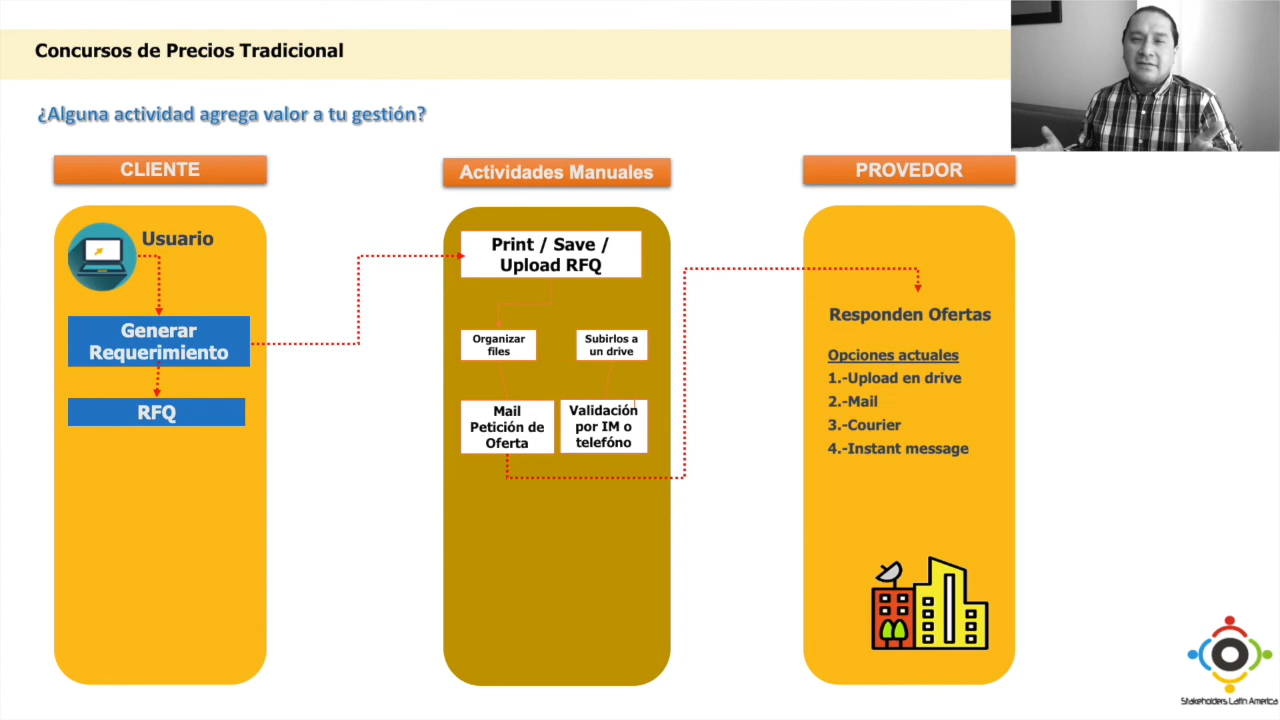 Concursos de Precios Tradicional
¿Alguna actividad agrega valor a tu gestión?
CLIENTE
Usuario
Generar
Requerimiento
RFQ
Actividades Manuales
Print / Save /
Upload RFQ
Organizar
files
Subirlos a
un drive
Mail
Petición de
Oferta
Validación
por IM o
telefóno
PROVEDOR
Responden Ofertas
Opciones actuales
1.-Upload en drive
2.-Mail
3.-Courier
4.-Instant message
Stakeholders Latin America